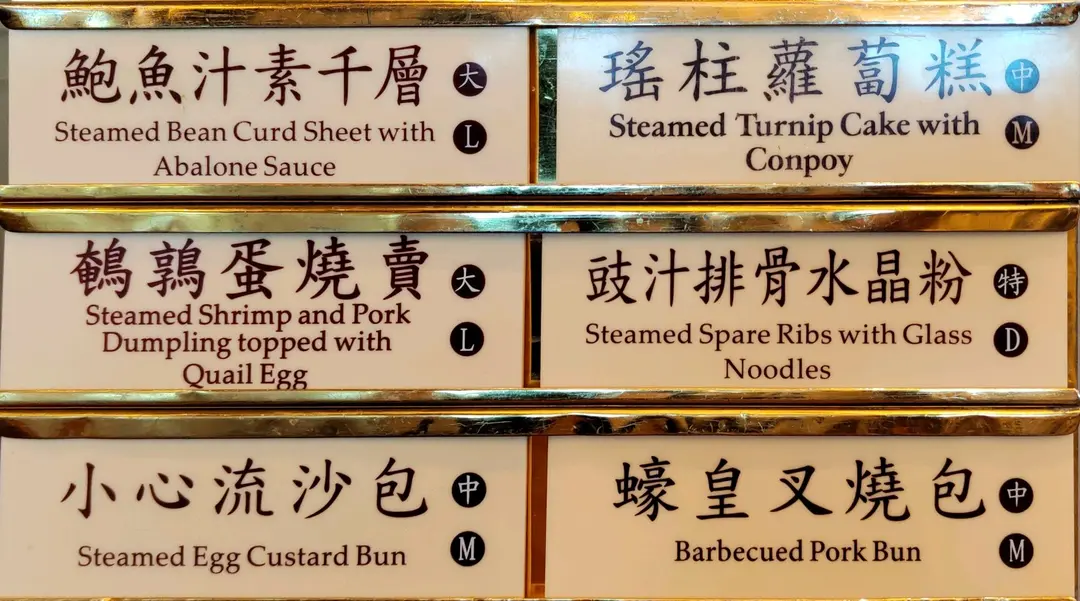 鮑魚汁素千層 大
Steamed Bean Curd Sheet with L
Abalone Sauce
瑤柱蘿蔔糕 中
Steamed Turnip Cake with M
Conpoy
鵪鶉蛋燒賣 大
Steamed Shrimp and Pork
Dumpling topped with L
Quail Egg
豉汁排骨水晶粉 特
Steamed Spare Ribs with Glass D
Noodles
小心流沙包 中
Steamed Egg Custard Bun M
蠔皇叉燒包 中
Barbecued Pork Bun M